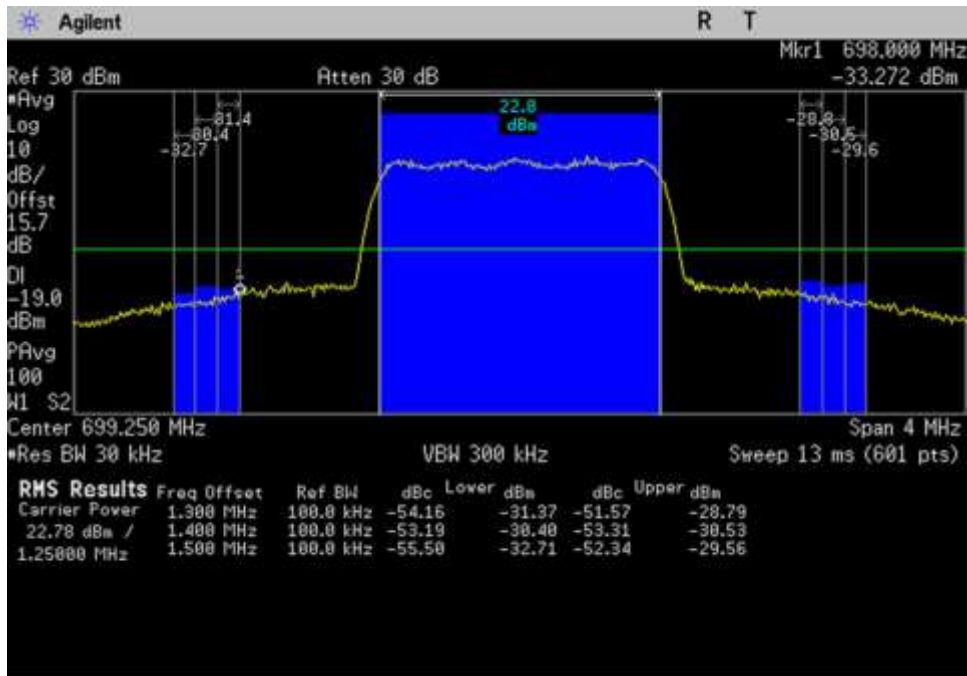 Agilent R T
Mkr1 698.000 MHz
Ref 30 dBm Atten 30 dB -33.272 dBm
*Avg
Log
10
dB/
Offst
15.7
dB
DI
-19.0
dBm
PAvg
100
W1 S2
22.8
dBm
-81.4
-80.4
-32.7
-28.8
-30.5
-29.6
Center 699.250 MHz Span 4 MHz
*Res BW 30 kHz VBW 300 kHz Sweep 13 ms (601 pts)
RMS Results Freq Offset Ref BW dBc Lower dBm dBc Upper dBm
Carrier Power 1.300 MHz 100.0 kHz -54.16 -31.37 -51.57 -28.79
22.78 dBm / 1.400 MHz 100.0 kHz -53.19 -30.40 -53.31 -30.53
1.25000 MHz 1.500 MHz 100.0 kHz -55.50 -32.71 -52.34 -29.56